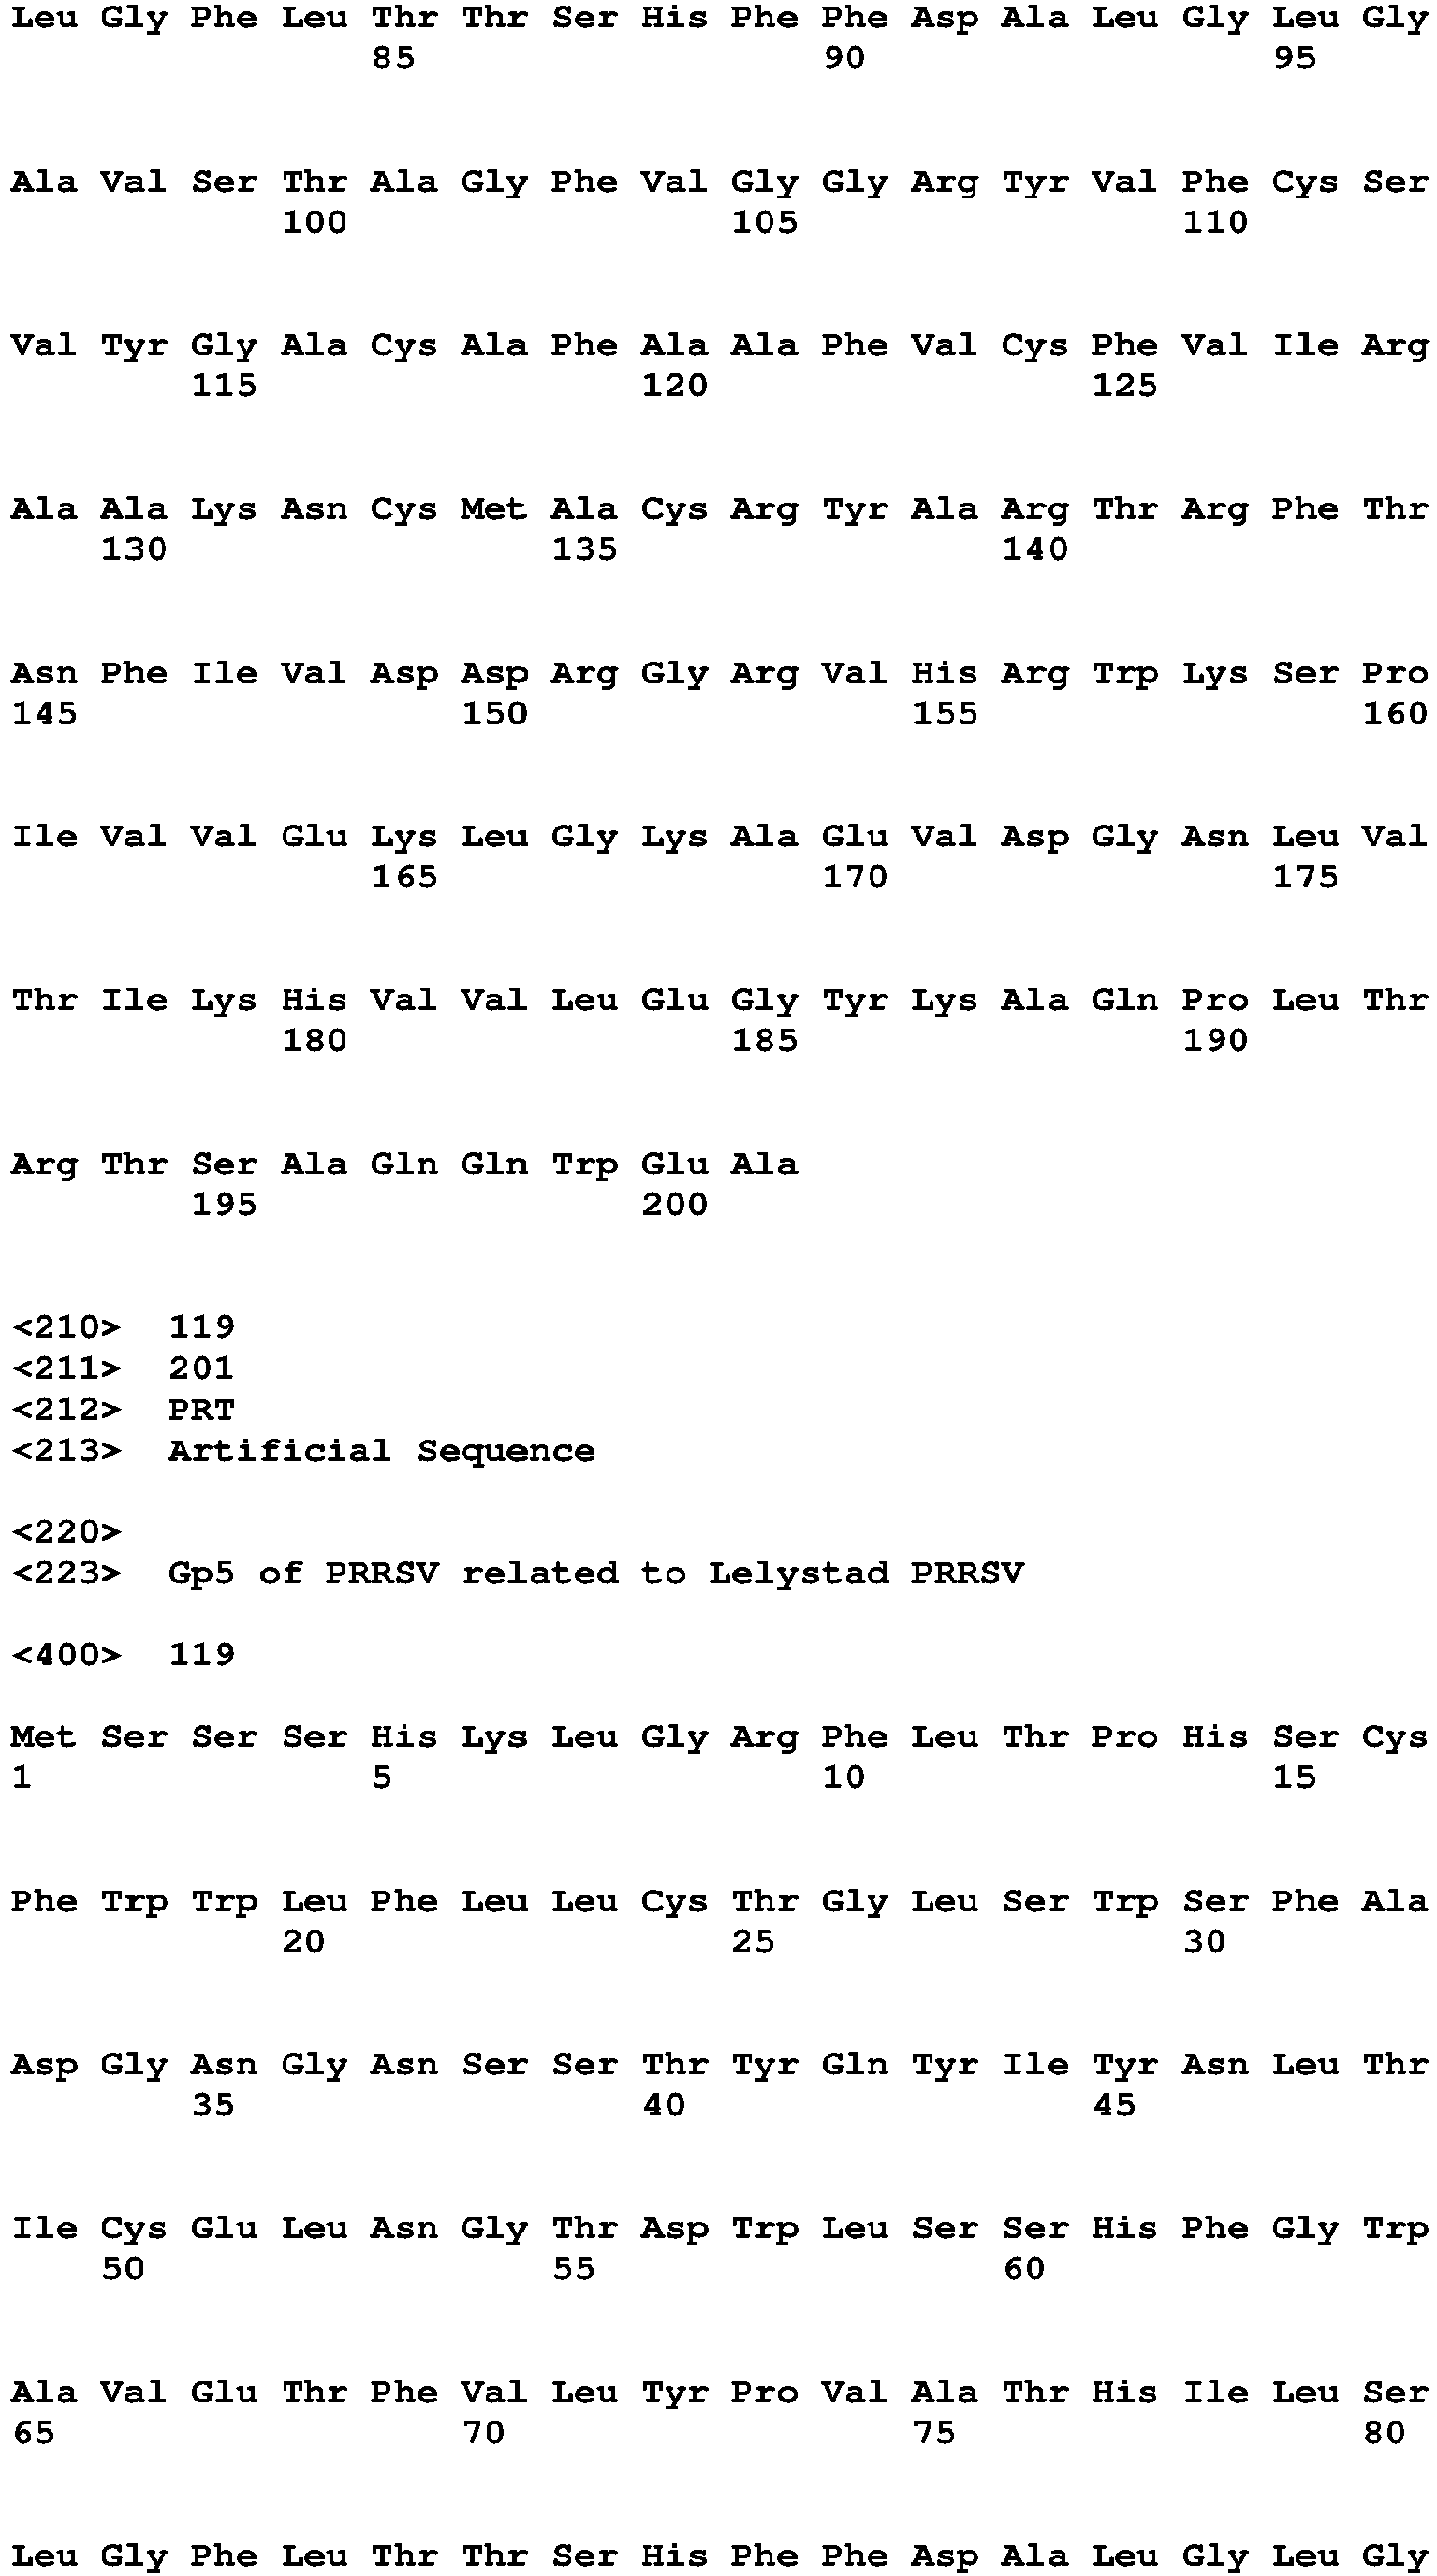 Leu Gly Phe Leu Thr Thr Ser His Phe Phe Asp Ala Leu Gly Leu Gly
85 90 95
Ala Val Ser Thr Ala Gly Phe Val Gly Gly Arg Tyr Val Phe Cys Ser
100 105 110
Val Tyr Gly Ala Cys Ala Phe Ala Ala Phe Val Cys Phe Val Ile Arg
115 120 125
Ala Ala Lys Asn Cys Met Ala Cys Arg Tyr Ala Arg Thr Arg Phe Thr
130 135 140
Asn Phe Ile Val Asp Asp Arg Gly Arg Val His Arg Trp Lys Ser Pro
145 150 155 160
Ile Val Val Glu Lys Leu Gly Lys Ala Glu Val Asp Gly Asn Leu Val
165 170 175
Thr Ile Lys His Val Val Leu Glu Gly Tyr Lys Ala Gln Pro Leu Thr
180 185 190
Arg Thr Ser Ala Gln Gln Trp Glu Ala
195 200
<210> 119
<211> 201
<212> PRT
<213> Artificial Sequence
<220>
<223> Gp5 of PRRSV related to Lelystad PRRSV
<400> 119
Met Ser Ser Ser His Lys Leu Gly Arg Phe Leu Thr Pro His Ser Cys
1 5 10 15
Phe Trp Trp Leu Phe Leu Leu Cys Thr Gly Leu Ser Trp Ser Phe Ala
20 25 30
Asp Gly Asn Gly Asn Ser Ser Thr Tyr Gln Tyr Ile Tyr Asn Leu Thr
35 40 45
Ile Cys Glu Leu Asn Gly Thr Asp Trp Leu Ser Ser His Phe Gly Trp
50 55 60
Ala Val Glu Thr Phe Val Leu Tyr Pro Val Ala Thr His Ile Leu Ser
65 70 75 80
Leu Gly Phe Leu Thr Thr Ser His Phe Phe Asp Ala Leu Gly Leu Gly